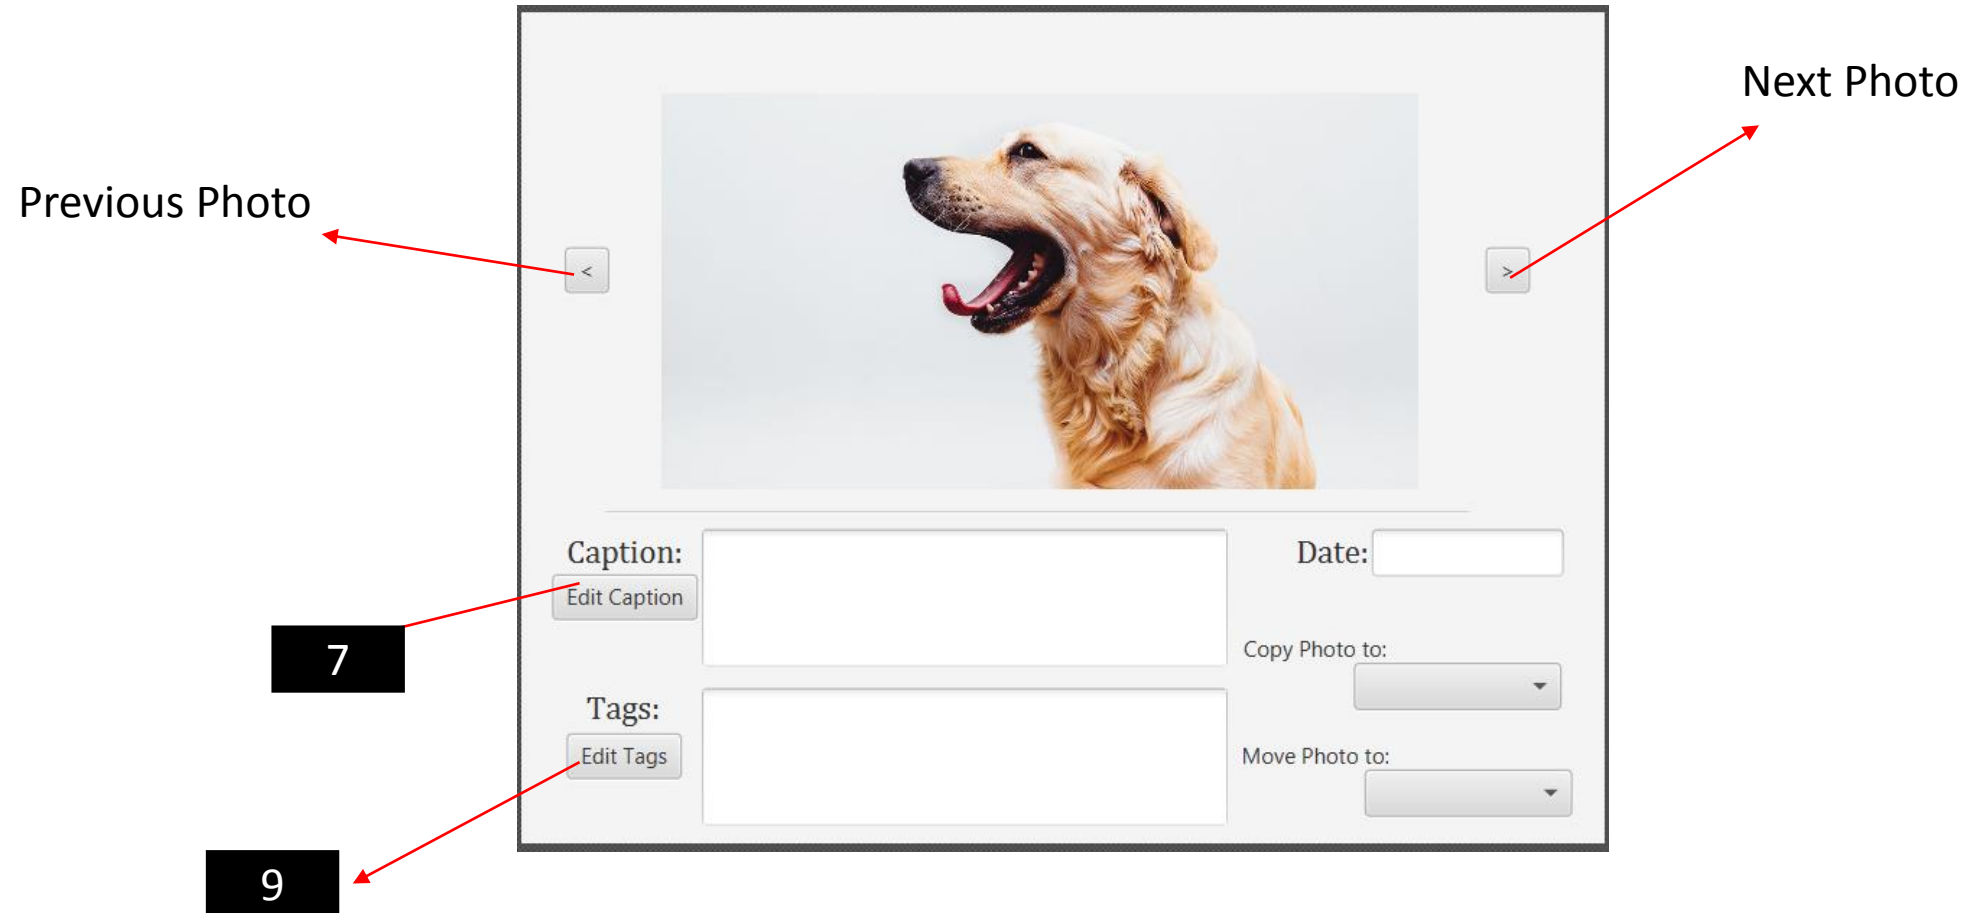 Next Photo
Previous Photo
<
>
Caption:
Date:
Edit Caption
7
Copy Photo to:
Tags:
Edit Tags
Move Photo to:
9